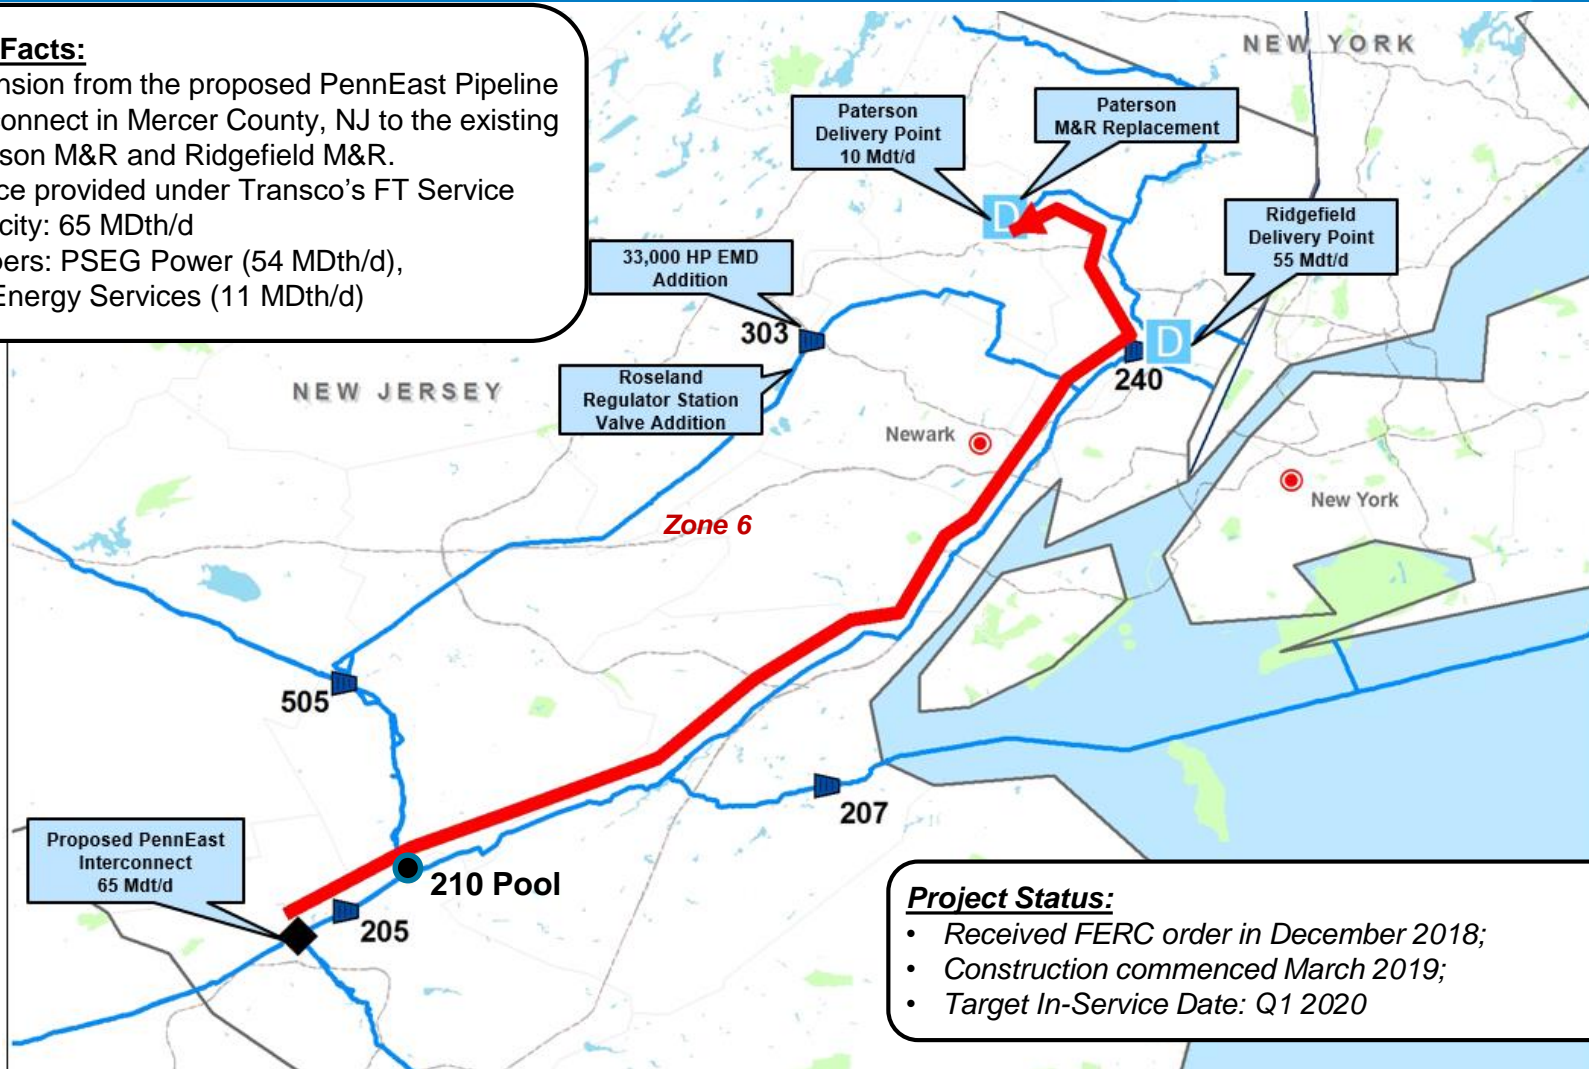 Facts:
nsion from the proposed PennEast Pipeline
onnect in Mercer County, NJ to the existing
son M&R and Ridgefield M&R.
ce provided under Transco's FT Service
city: 65 MDth/d
pers: PSEG Power (54 MDth/d),
Energy Services (11 MDth/d)
NEW YORK
Paterson
Delivery Point
10 Mdt/d
Paterson
M&R Replacement
D
Ridgefield
Delivery Point
55 Mdt/d
33,000 HP EMD
Addition
303
D
240
NEW JERSEY
Roseland
Regulator Station
Valve Addition
Newark
New York
Zone 6
505
207
Proposed PennEast
Interconnect
65 Mdt/d
210 Pool
205
Project Status:
• Received FERC order in December 2018;
• Construction commenced March 2019;
• Target In-Service Date: Q1 2020